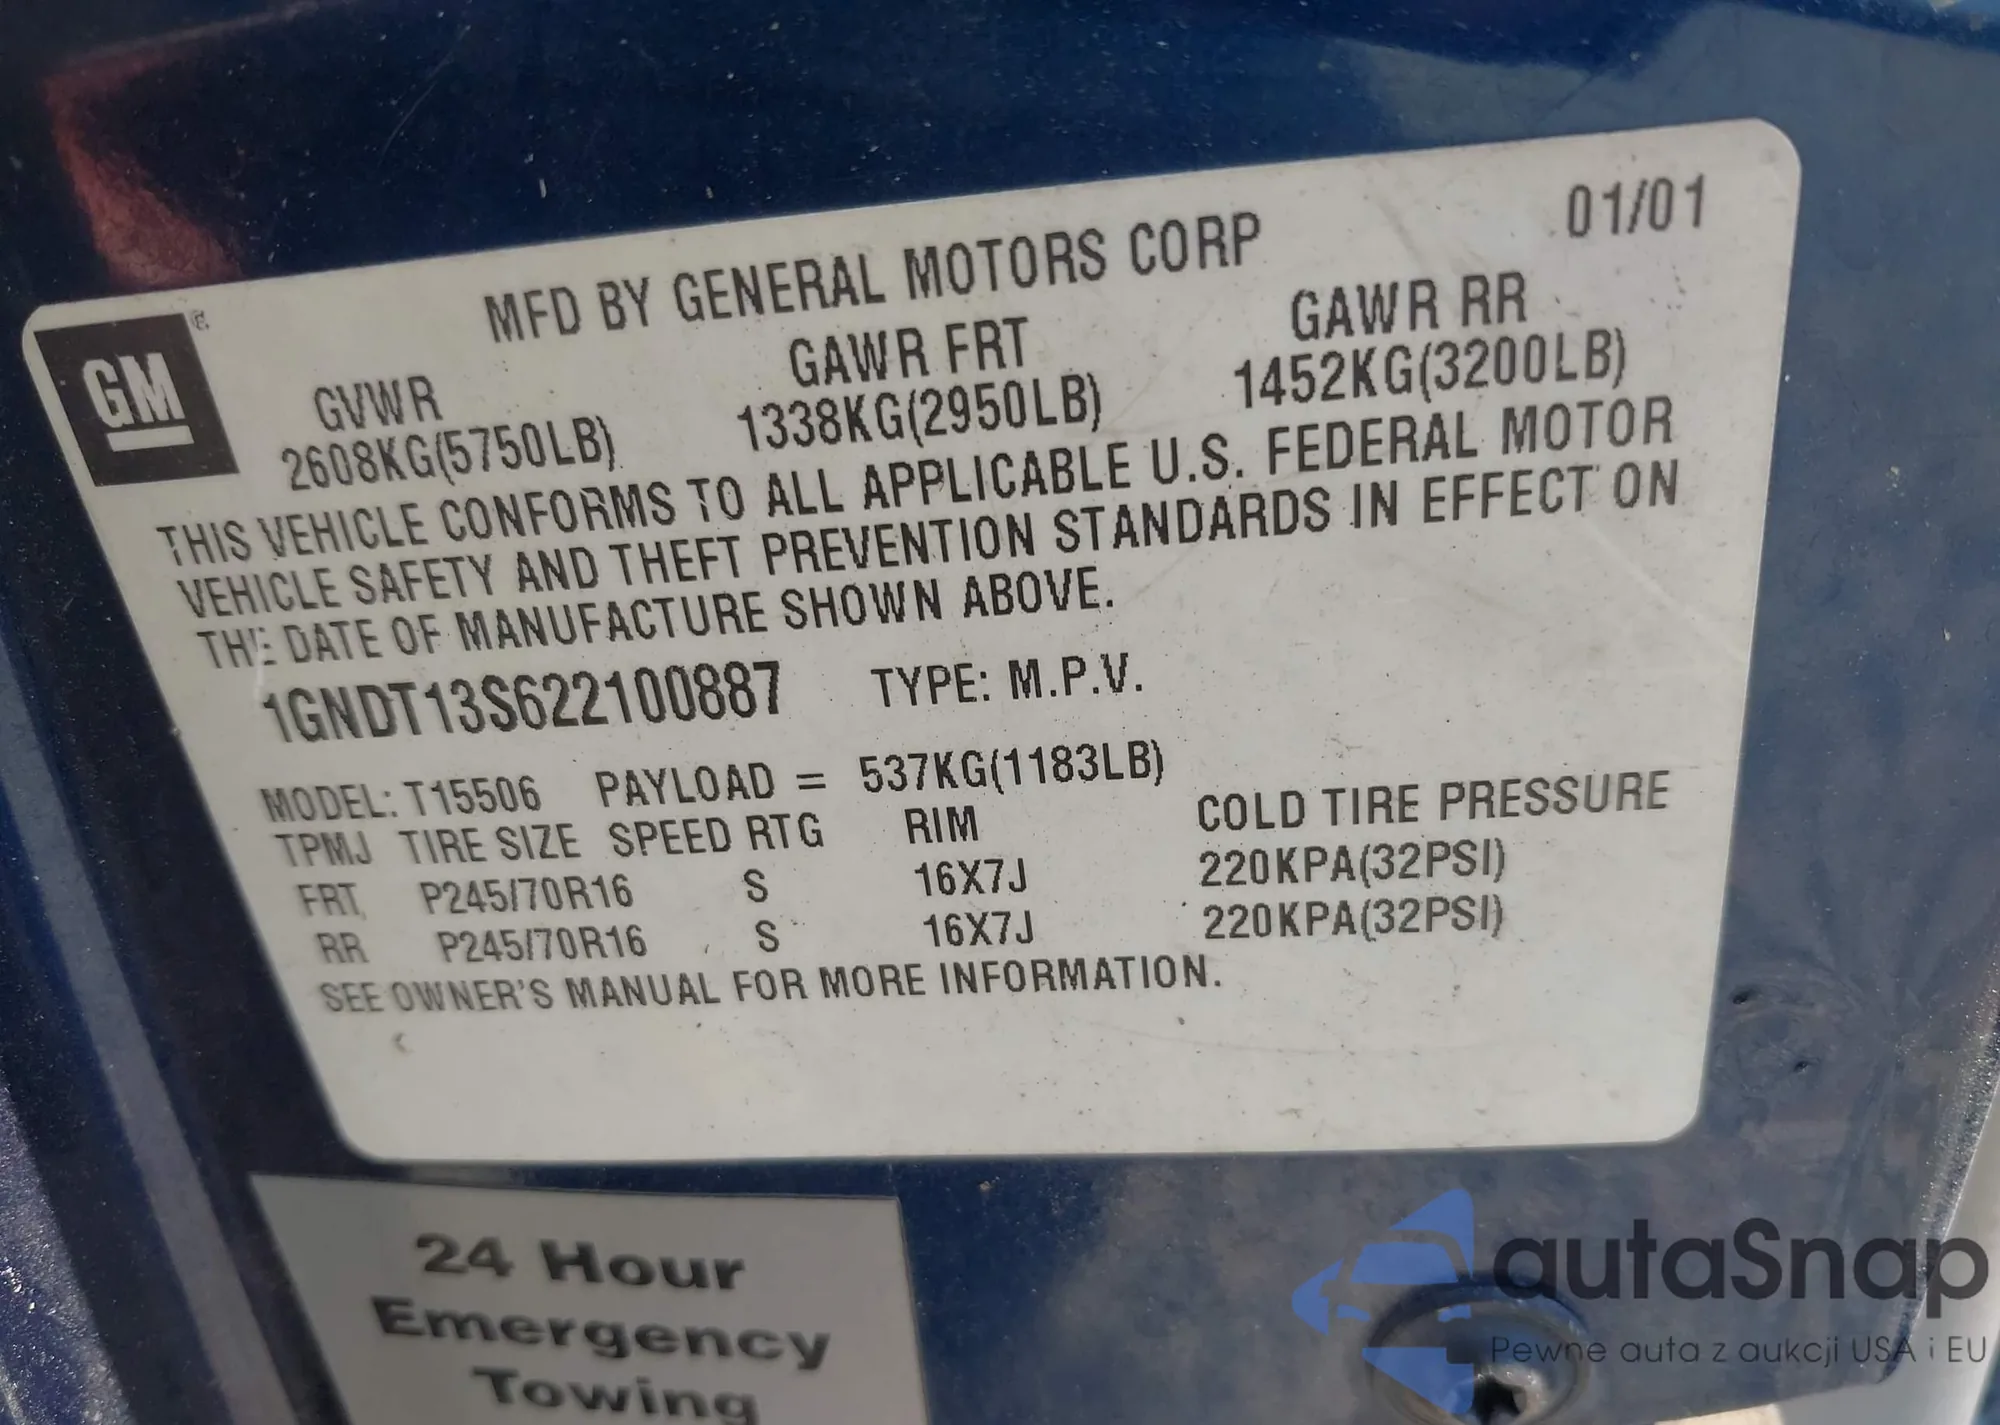 01/01
MFD BY GENERAL MOTORS CORP
GM
GVWR GAWR FRT GAWR RR
2608KG(5750LB) 1338KG(2950LB) 1452KG(3200LB)
THIS VEHICLE CONFORMS TO ALL APPLICABLE U.S. FEDERAL MOTOR
VEHICLE SAFETY AND THEFT PREVENTION STANDARDS IN EFFECT ON
THE DATE OF MANUFACTURE SHOWN ABOVE.
1GNDT13S622100887 TYPE: M.P.V.
MODEL: T15506 PAYLOAD = 537KG(1183LB)
TPMJ TIRE SIZE SPEED RTG RIM COLD TIRE PRESSURE
FRT P245/70R16 S 16X7J 220KPA(32PSI)
RR P245/70R16 S 16X7J 220KPA(32PSI)
SEE OWNER'S MANUAL FOR MORE INFORMATION.
24 Hour
Emergency
Towing
autaSnap
Pewne auta z aukcji USA i EU